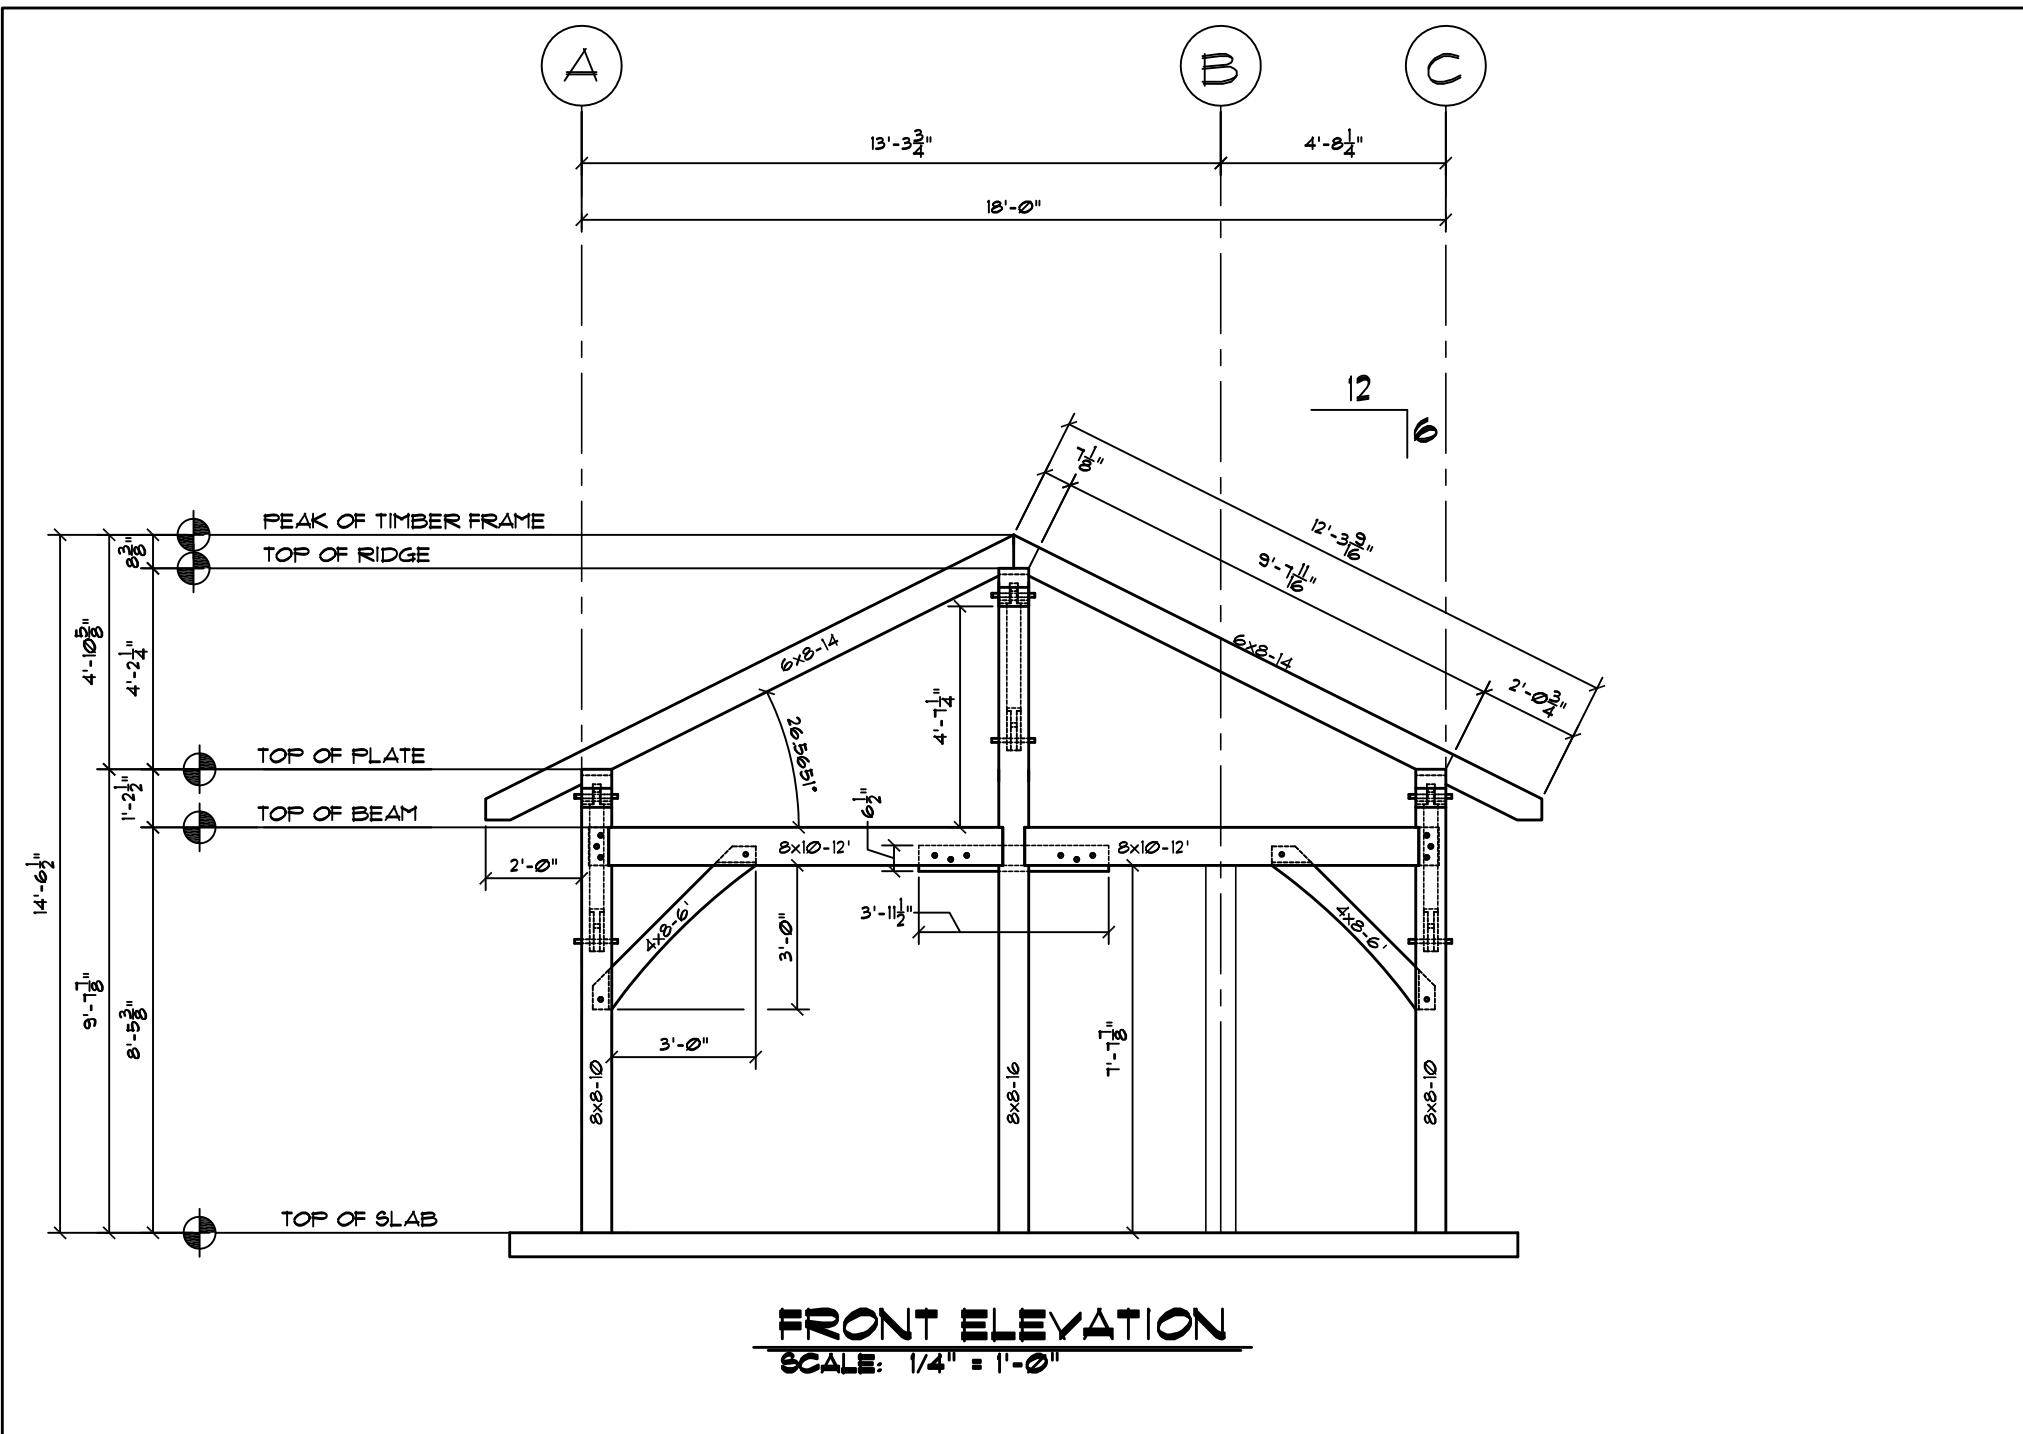 A
B
C
13'-3 3/4"
4'-8 1/4"
18'-0"
12
6
7 1/8"
12'-3 9/16"
9'-7 11/16"
2'-0 3/4"
PEAK OF TIMBER FRAME
TOP OF RIDGE
8 3/8"
4'-10 5/8"
4'-2 1/4"
6x8-14
6x8-14
4'-7 1/4"
26.5651°
TOP OF PLATE
1'-2 1/2"
TOP OF BEAM
6 1/2"
8x10-12'
8x10-12'
2'-0"
14'-6 1/2"
3'-11 1/2"
4x8-6'
4x8-6'
3'-0"
9'-7 1/8"
8'-5 3/8"
3'-0"
7'-7 7/8"
8x8-10
8x8-16
8x8-10
TOP OF SLAB
FRONT ELEVATION
SCALE: 1/4" = 1'-0"